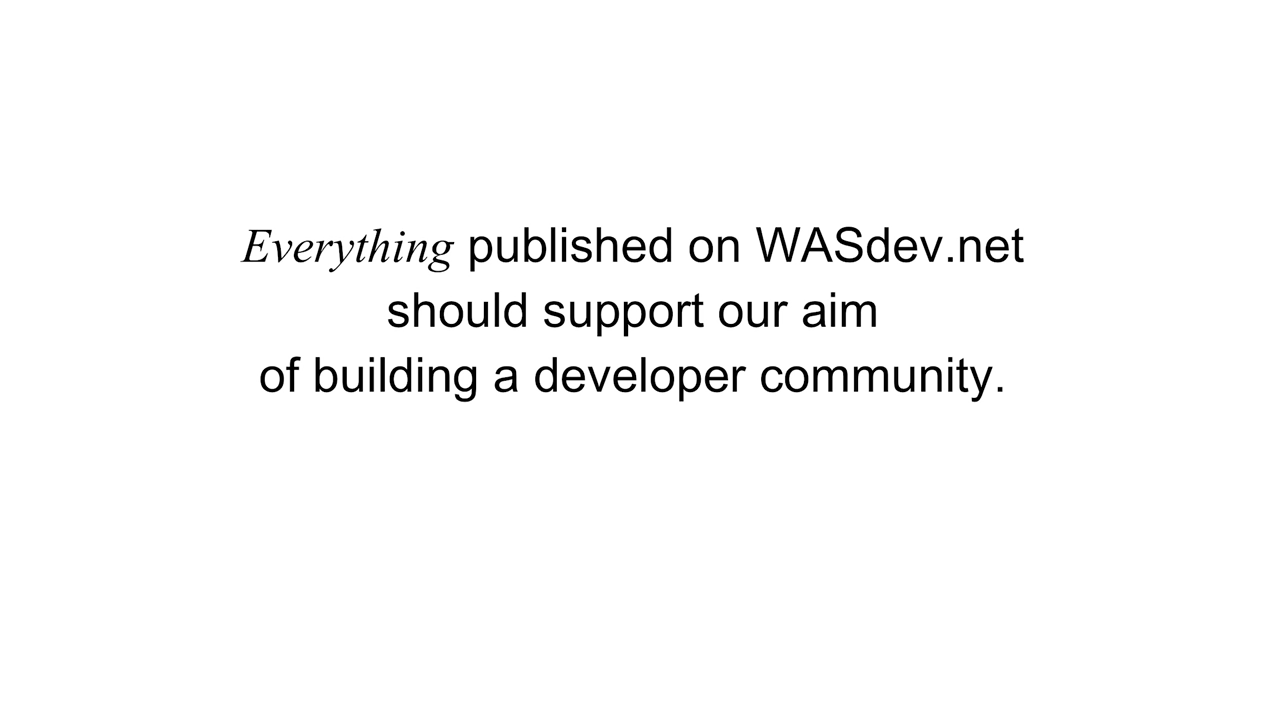 Everything published on WASdev.net
should support our aim
of building a developer community.